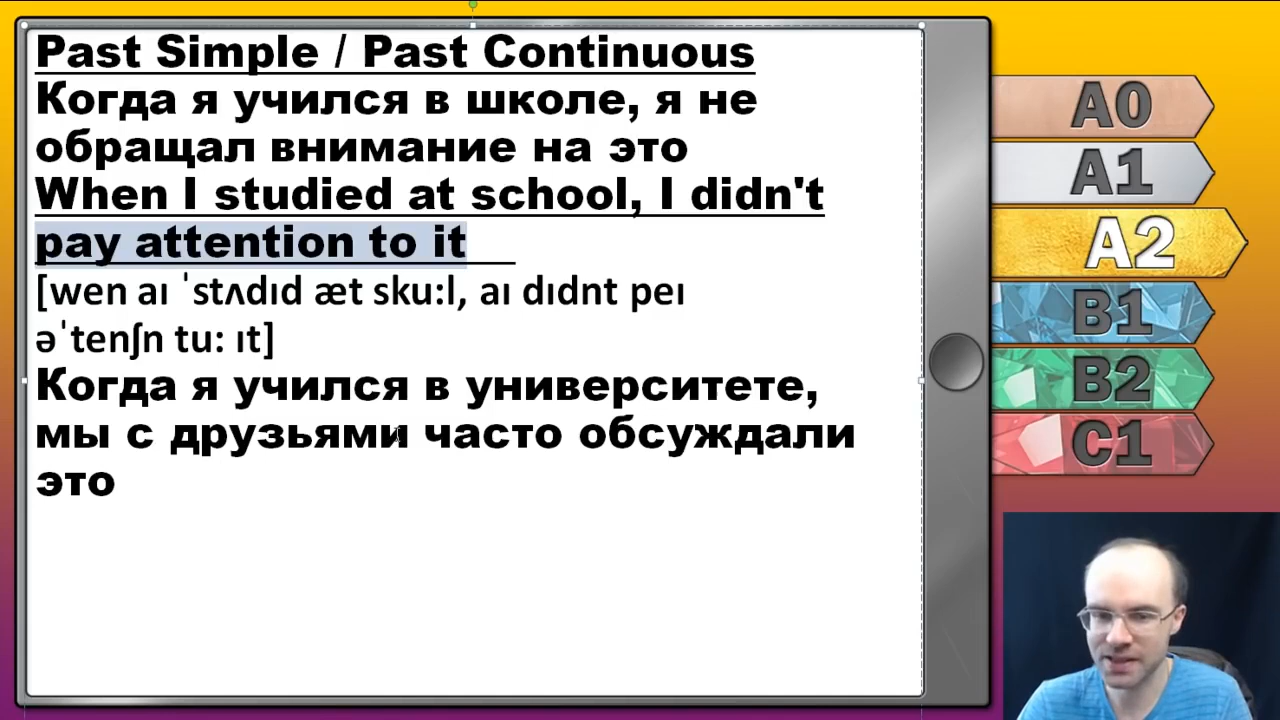 Past Simple / Past Continuous
Когда я учился в школе, я не
обращал внимание на это
When I studied at school, I didn't
pay attention to it
[wen aɪ ˈstʌdɪd æt sku:l, aɪ dɪdnt peɪ
əˈtenʃn tu: ɪt]
Когда я учился в университете,
мы с друзьями часто обсуждали
это
A0
A1
A2
B1
B2
C1